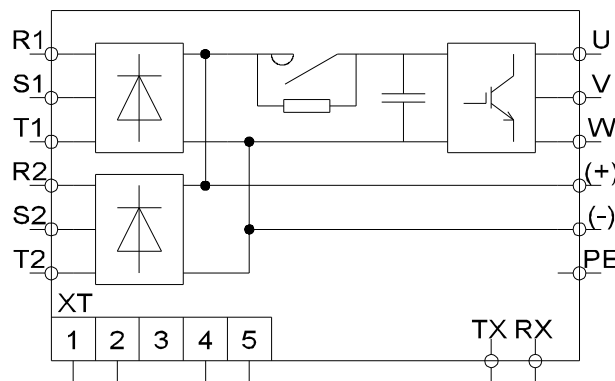 R1 U
S1 V
T1 W
R2 (+)
S2 (-)
T2 PE
XT
TX RX
1 2 3 4 5